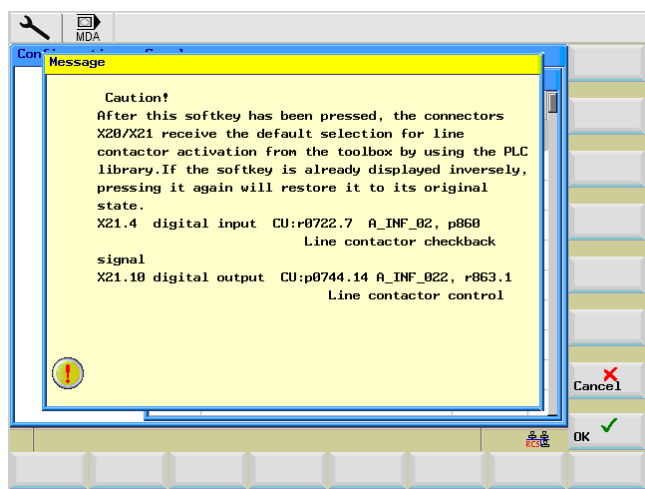 MDA
Con
Message
Caution!
After this softkey has been pressed, the connectors
X20/X21 receive the default selection for line
contactor activation from the toolbox by using the PLC
library.If the softkey is already displayed inversely,
pressing it again will restore it to its original
state.
X21.4 digital input CU:r0722.7 A_INF_02, p860
Line contactor checkback
signal
X21.10 digital output CU:p0744.14 A_INF_022, r863.1
Line contactor control
Cancel
RCS
OK